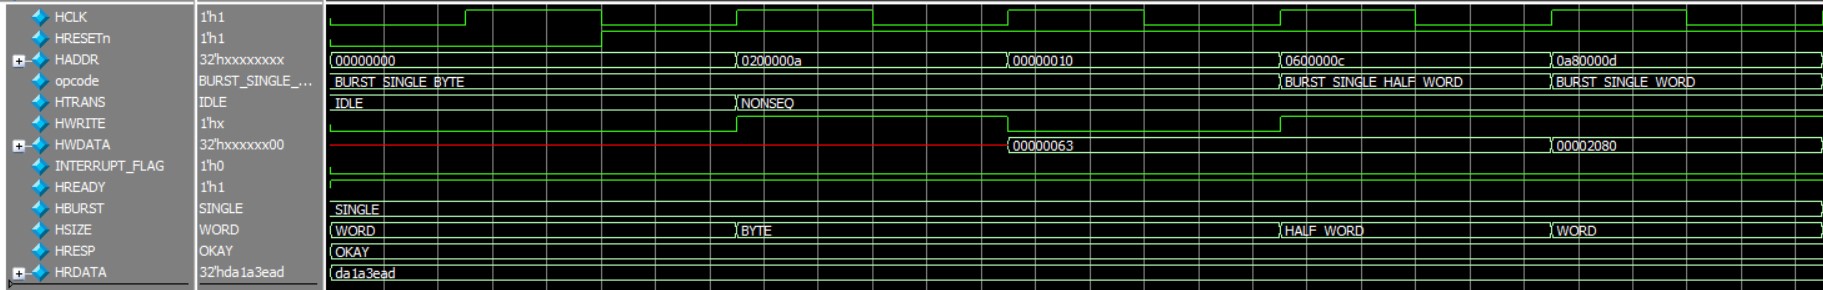 HCLK 1'h1
HRESETn 1'h1
HADDR 32'hxxxxxxxx 00000000 0200000a 00000010 0600000c 0a80000d
opcode BURST_SINGLE_... BURST_SINGLE_BYTE BURST_SINGLE_HALF_WORD BURST_SINGLE_WORD
HTRANS IDLE IDLE NONSEQ
HWRITE 1'hx
HWDATA 32'hxxxxxx00 00000063 00002080
INTERRUPT_FLAG 1'h0
HREADY 1'h1
HBURST SINGLE SINGLE
HSIZE WORD WORD BYTE HALF_WORD WORD
HRESP OKAY OKAY
HRDATA 32'hda1a3ead da1a3ead